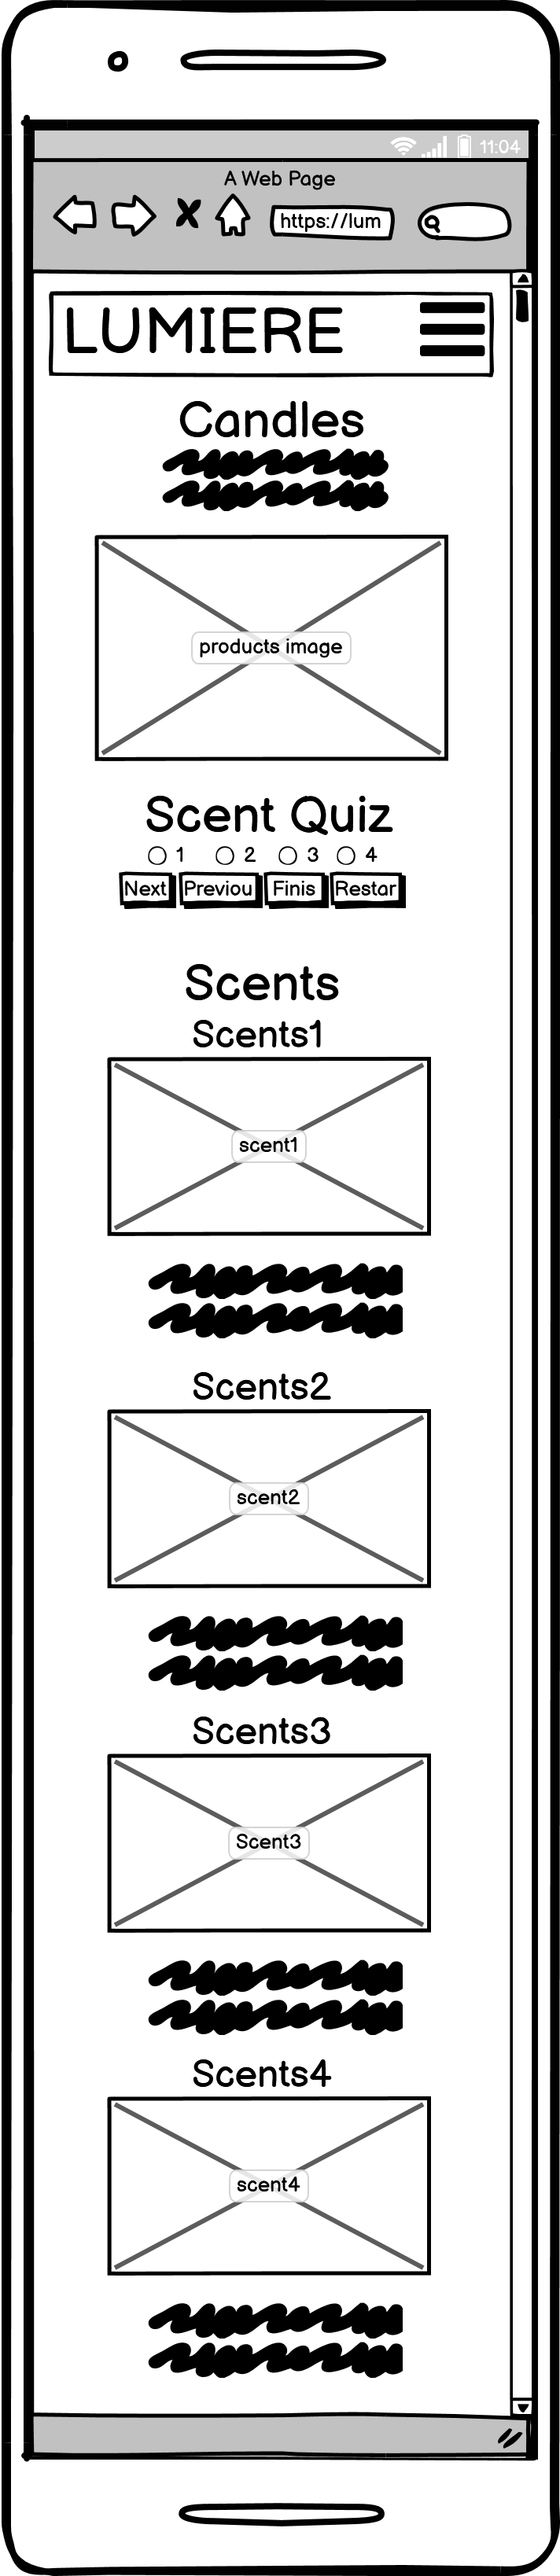 11:04
A Web Page
https://lum
LUMIERE
Candles
products image
Scent Quiz
1 2 3 4
Next Previou Finis Restar
Scents
Scents1
scent1
Scents2
scent2
Scents3
Scent3
Scents4
scent4